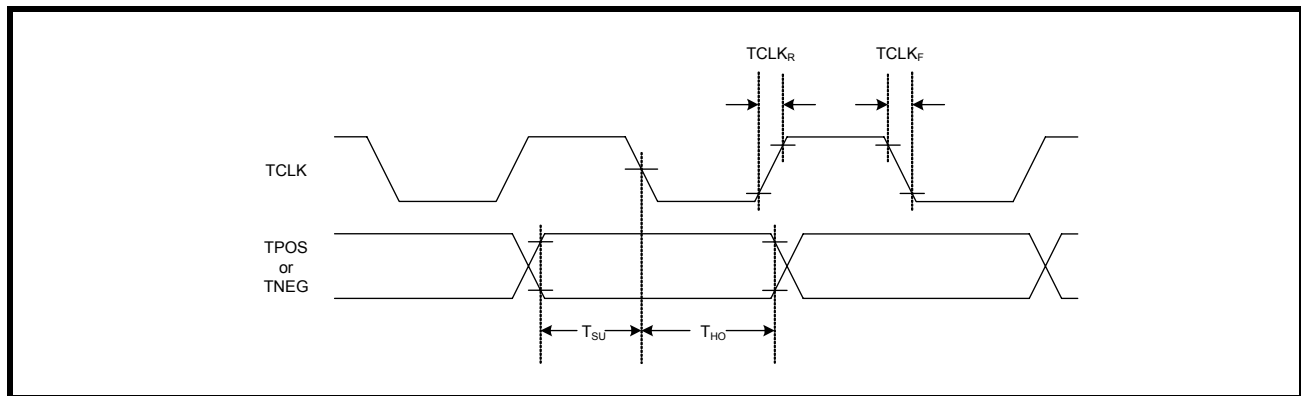 TCLKR
TCLKF
TCLK
TPOS
or
TNEG
TSU
THO